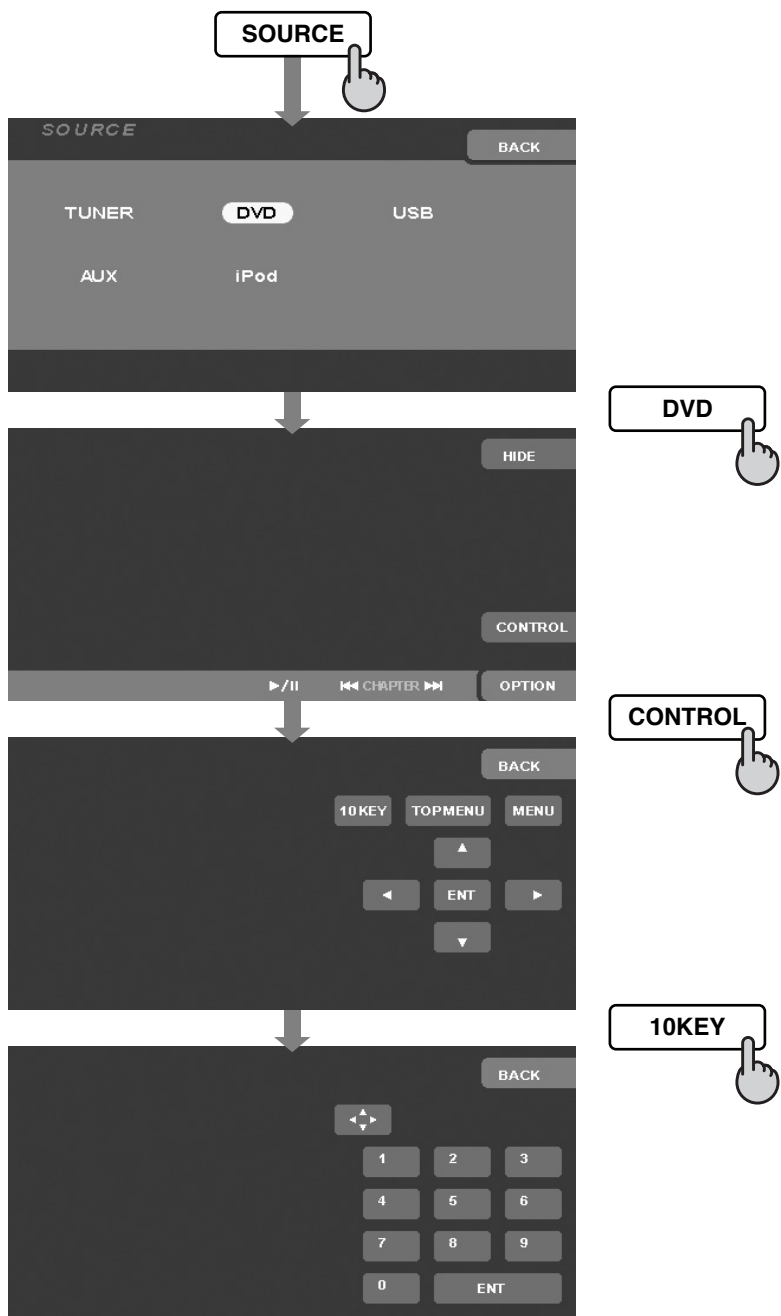 SOURCE
SOURCE
BACK
TUNER DVD USB
AUX iPod
DVD
HIDE
CONTROL
►/II ⏮ CHAPTER ⏭ OPTION
CONTROL
BACK
10KEY TOPMENU MENU
▲
◄ ENT ►
▼
10KEY
BACK
1 2 3
4 5 6
7 8 9
0 ENT